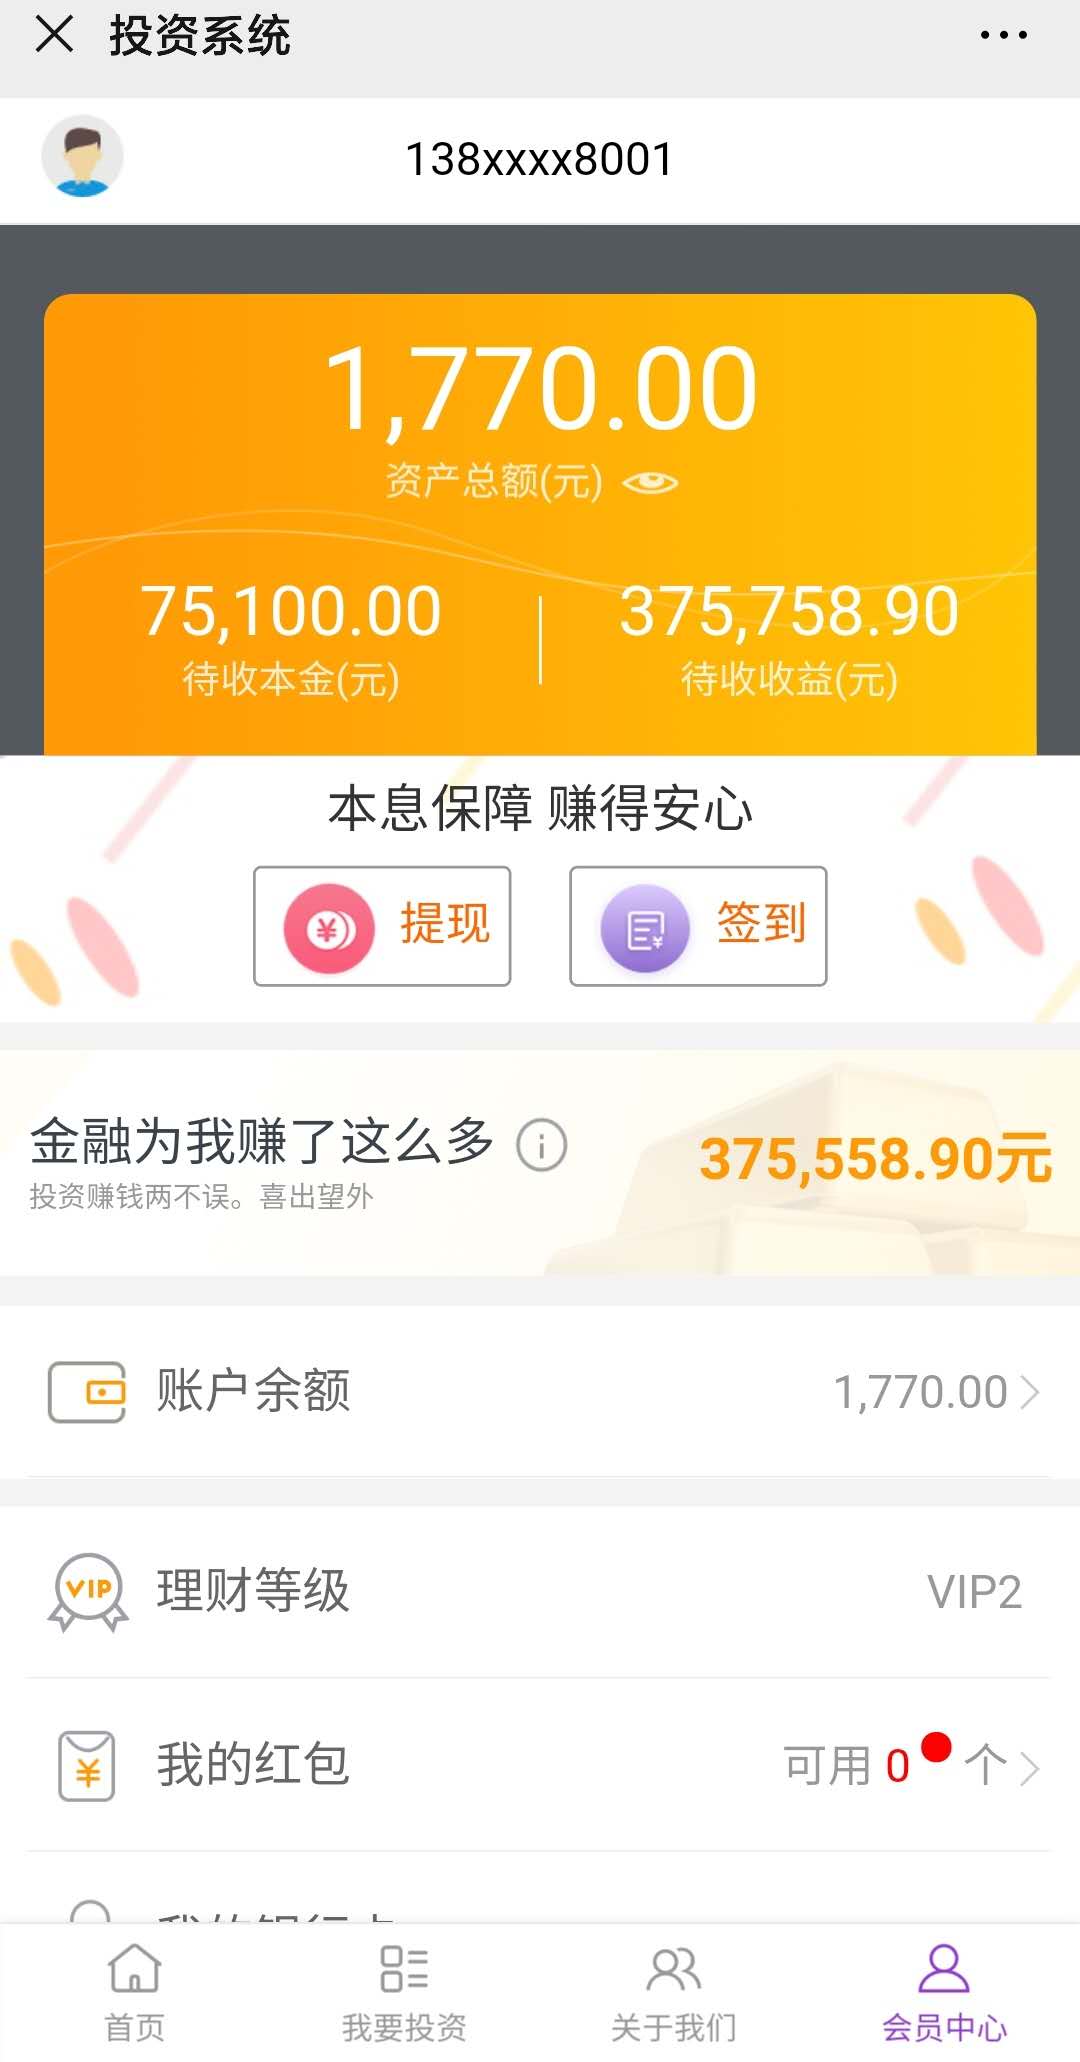 投资系统
138xxxx8001
1,770.00
资产总额(元)
75,100.00
375,758.90
待收本金(元)
待收收益(元)
本息保障 赚得安心
提现
签到
金融为我赚了这么多
375,558.90元
投资赚钱两不误。喜出望外
账户余额
1,770.00
VIP
理财等级
VIP2
我的红包
可用 0 个
首页
我要投资
关于我们
会员中心